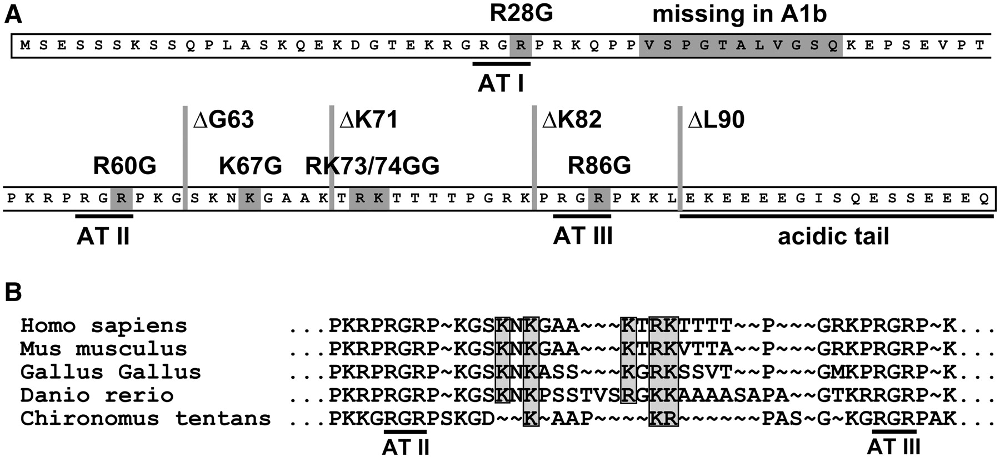 A
R28G missing in A1b
M S E S S S K S S Q P L A S K Q E K D G T E K R G R G R P R K Q P P V S P G T A L V G S Q K E P S E V P T
AT I
ΔG63 ΔK71 ΔK82 ΔL90
R60G K67G RK73/74GG R86G
P K R P R G R P K G S K N K G A A K T R K T T T T P G R K P R G R P K K L E K E E E E G I S Q E S S E E E Q
AT II AT III acidic tail
B
Homo sapiens ...PKRPRGRP~KGSKNKGAA~~~KTRKTTTT~~P~~~GRKPRGRP~K...
Mus musculus ...PKRPRGRP~KGSKNKGAA~~~KTRKVTTA~~P~~~GRKPRGRP~K...
Gallus Gallus ...PKRPRGRP~KGSKNKASS~~~KGRKSSVT~~P~~~GMKPRGRP~K...
Danio rerio ...PKRPRGRP~KGSKNKPSSTVSRGKKAAAASAPA~~GTKRRGRP~K...
Chironomus tentans ...PKKGRGRPSKGD~~K~AAP~~~~KR~~~~~~PAS~G~KGRGRPAK...
AT II AT III